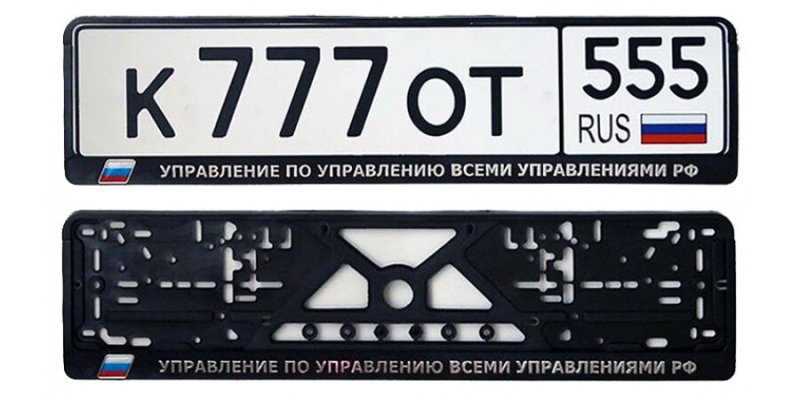 к777от 555
RUS
УПРАВЛЕНИЕ ПО УПРАВЛЕНИЮ ВСЕМИ УПРАВЛЕНИЯМИ РФ
УПРАВЛЕНИЕ ПО УПРАВЛЕНИЮ ВСЕМИ УПРАВЛЕНИЯМИ РФ